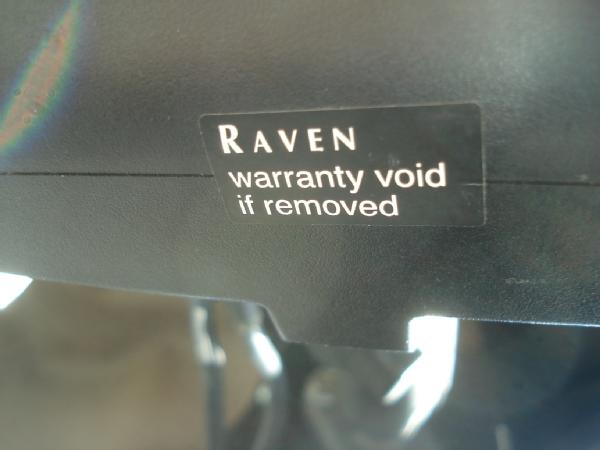 RAVEN
warranty void
if removed